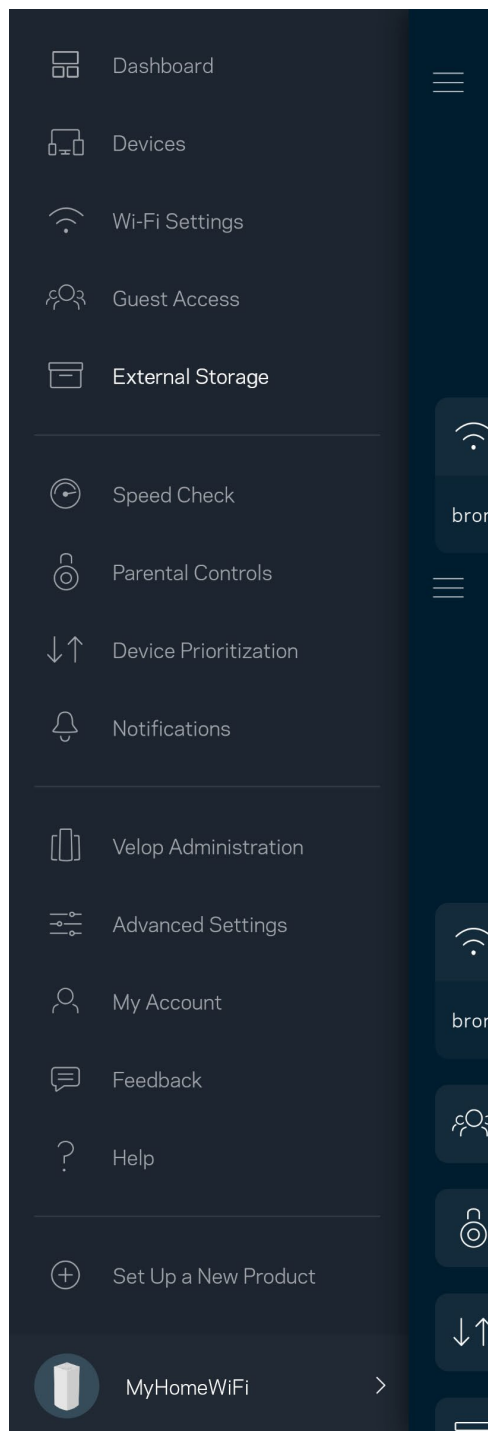 Dashboard
Devices
Wi-Fi Settings
Guest Access
External Storage
Speed Check
Parental Controls
Device Prioritization
Notifications
Velop Administration
Advanced Settings
My Account
Feedback
Help
Set Up a New Product
MyHomeWiFi